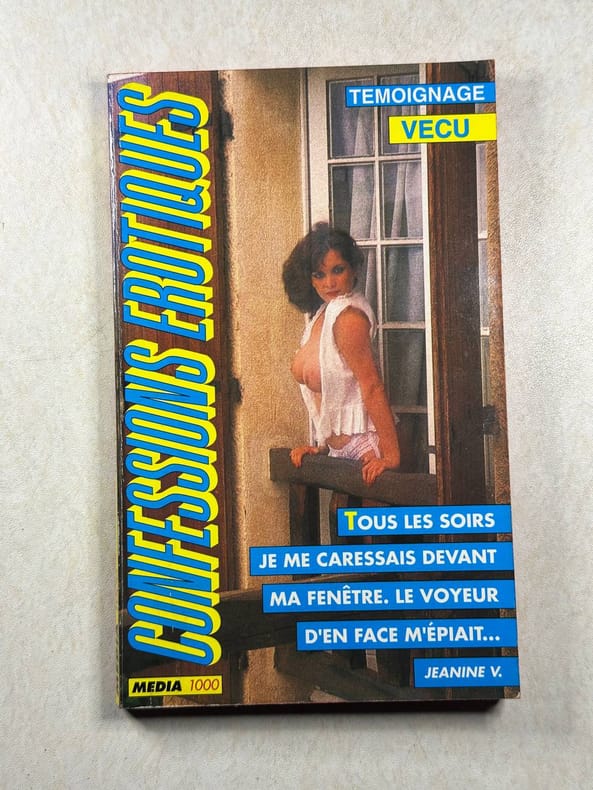 CONFESSIONS EROTIQUES
TEMOIGNAGE
VECU
TOUS LES SOIRS
JE ME CARESSAIS DEVANT
MA FENÊTRE. LE VOYEUR
D'EN FACE M'ÉPIAIT...
JEANINE V.
MEDIA 1000